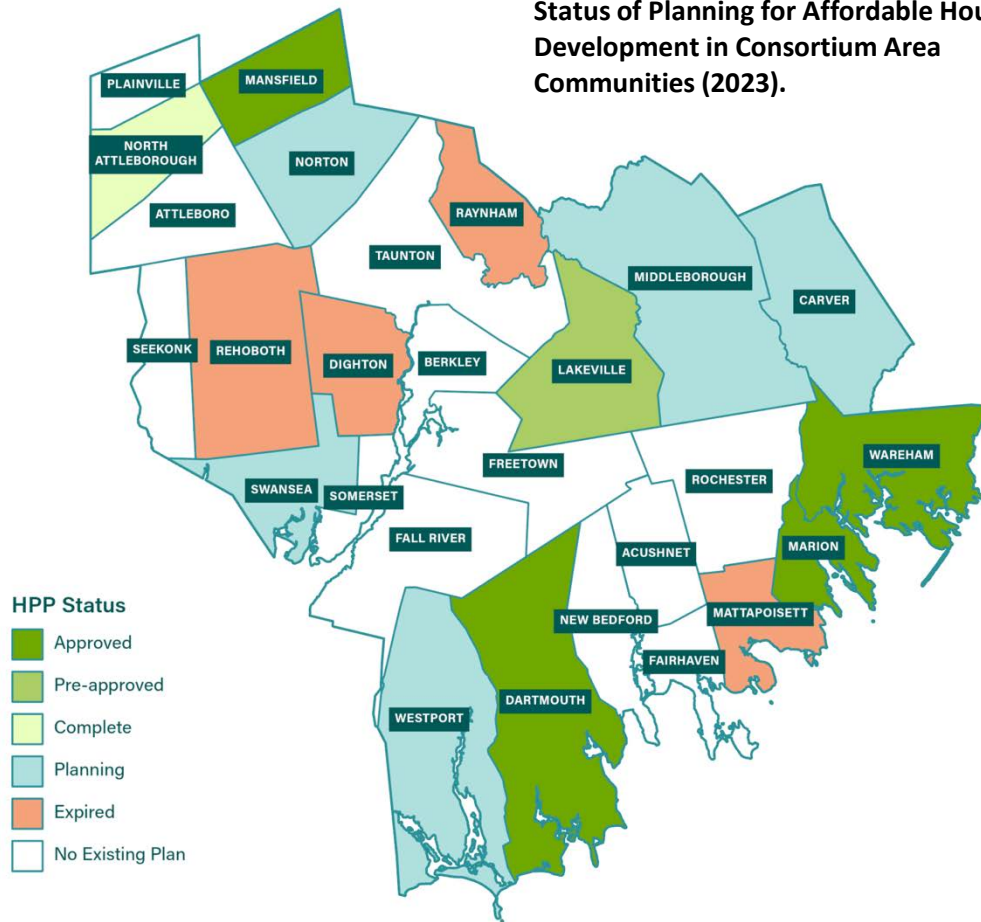 Status of Planning for Affordable Hou
Development in Consortium Area
Communities (2023).
PLAINVILLE
MANSFIELD
NORTH
ATTLEBOROUGH
NORTON
ATTLEBORO
RAYNHAM
TAUNTON
MIDDLEBOROUGH
CARVER
SEEKONK
REHOBOTH
DIGHTON
BERKLEY
LAKEVILLE
WAREHAM
FREETOWN
ROCHESTER
SWANSEA
SOMERSET
FALL RIVER
ACUSHNET
MARION
MATTAPOISETT
NEW BEDFORD
FAIRHAVEN
DARTMOUTH
WESTPORT
HPP Status
Approved
Pre-approved
Complete
Planning
Expired
No Existing Plan